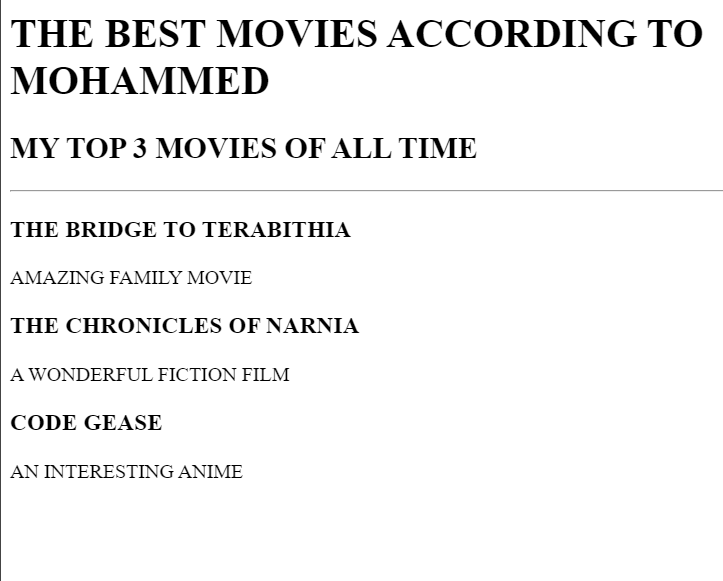 THE BEST MOVIES ACCORDING TO
MOHAMMED
MY TOP 3 MOVIES OF ALL TIME
THE BRIDGE TO TERABITHIA
AMAZING FAMILY MOVIE
THE CHRONICLES OF NARNIA
A WONDERFUL FICTION FILM
CODE GEASE
AN INTERESTING ANIME